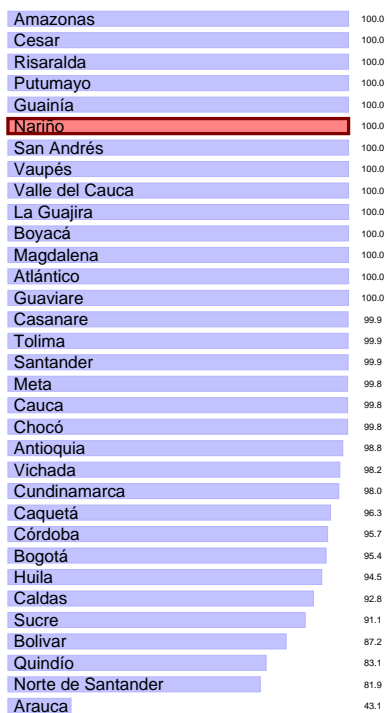 Amazonas 100.0
Cesar 100.0
Risaralda 100.0
Putumayo 100.0
Guainía 100.0
Nariño 100.0
San Andrés 100.0
Vaupés 100.0
Valle del Cauca 100.0
La Guajira 100.0
Boyacá 100.0
Magdalena 100.0
Atlántico 100.0
Guaviare 100.0
Casanare 99.9
Tolima 99.9
Santander 99.9
Meta 99.8
Cauca 99.8
Chocó 99.8
Antioquia 98.8
Vichada 98.2
Cundinamarca 98.0
Caquetá 96.3
Córdoba 95.7
Bogotá 95.4
Huila 94.5
Caldas 92.8
Sucre 91.1
Bolivar 87.2
Quindío 83.1
Norte de Santander 81.9
Arauca 43.1